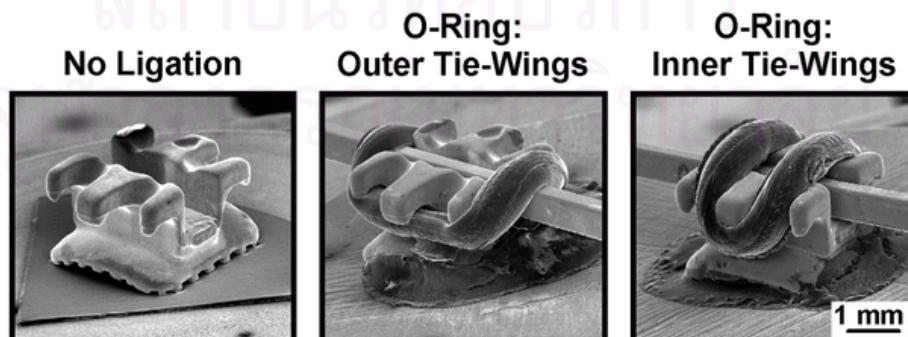 No Ligation
O-Ring:
Outer Tie-Wings
O-Ring:
Inner Tie-Wings
1 mm